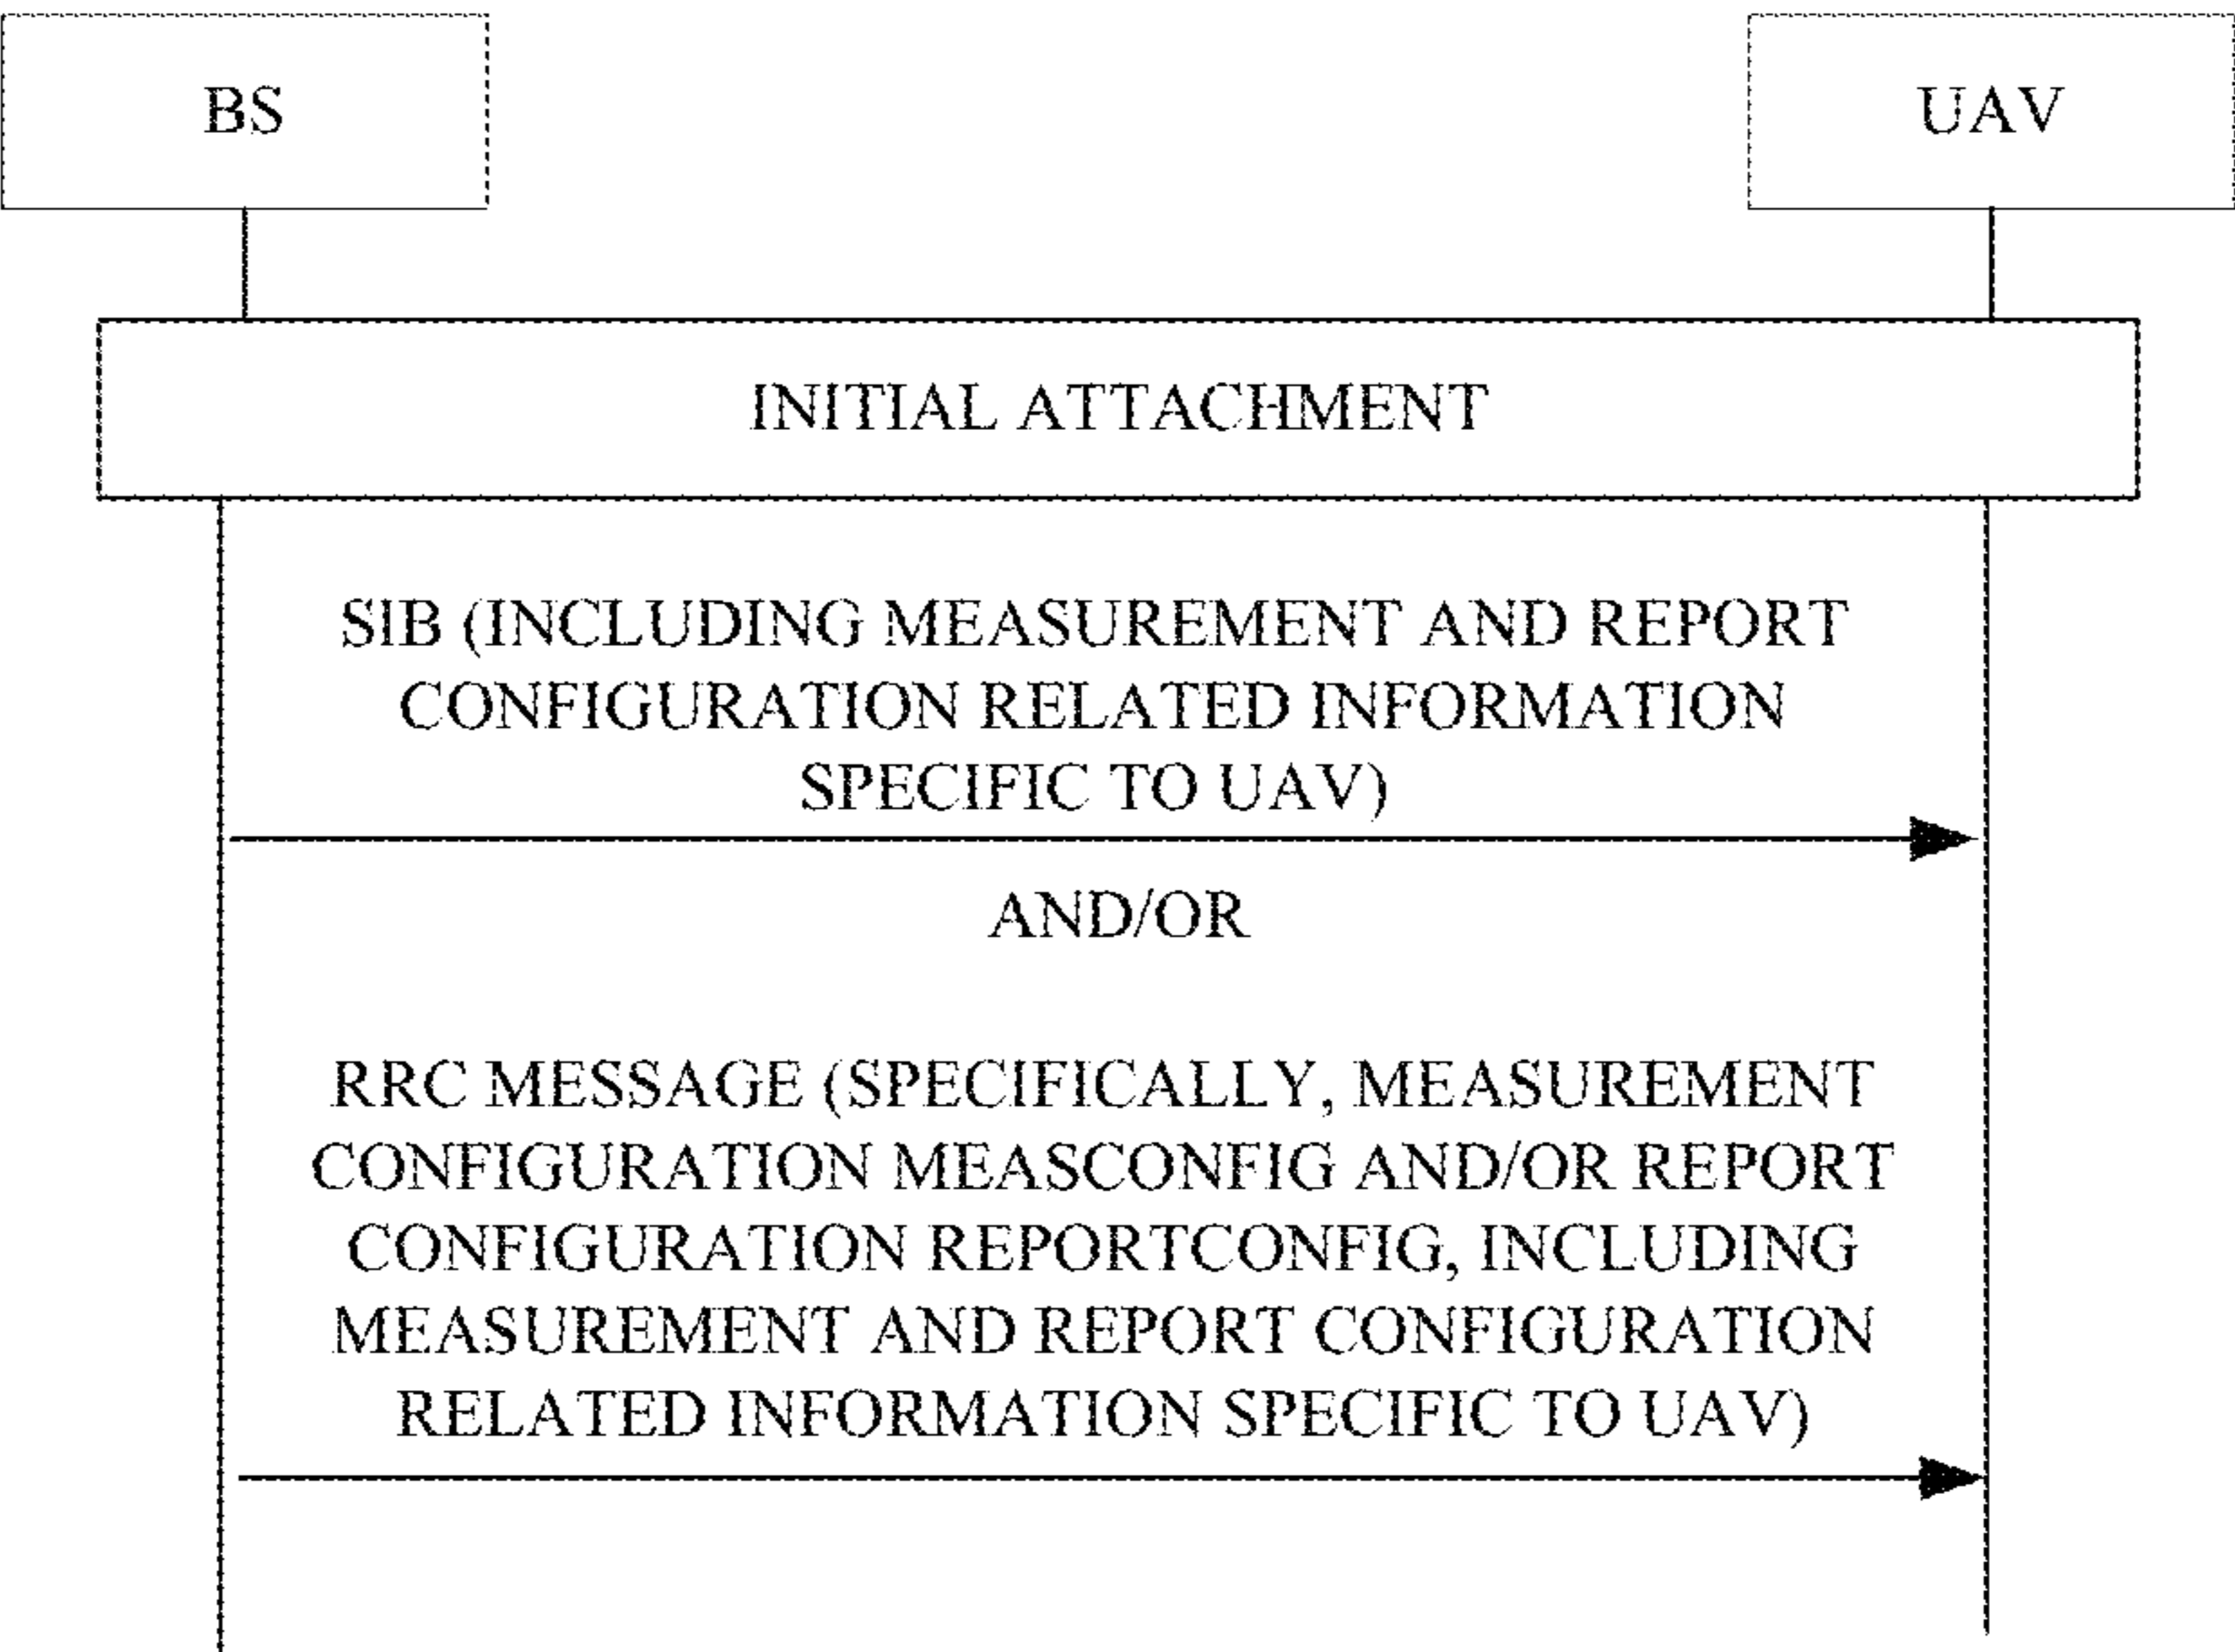 BS
UAV
INITIAL ATTACHMENT
SIB (INCLUDING MEASUREMENT AND REPORT
CONFIGURATION RELATED INFORMATION
SPECIFIC TO UAV)
AND/OR
RRC MESSAGE (SPECIFICALLY, MEASUREMENT
CONFIGURATION MEASCONFIG AND/OR REPORT
CONFIGURATION REPORTCONFIG, INCLUDING
MEASUREMENT AND REPORT CONFIGURATION
RELATED INFORMATION SPECIFIC TO UAV)